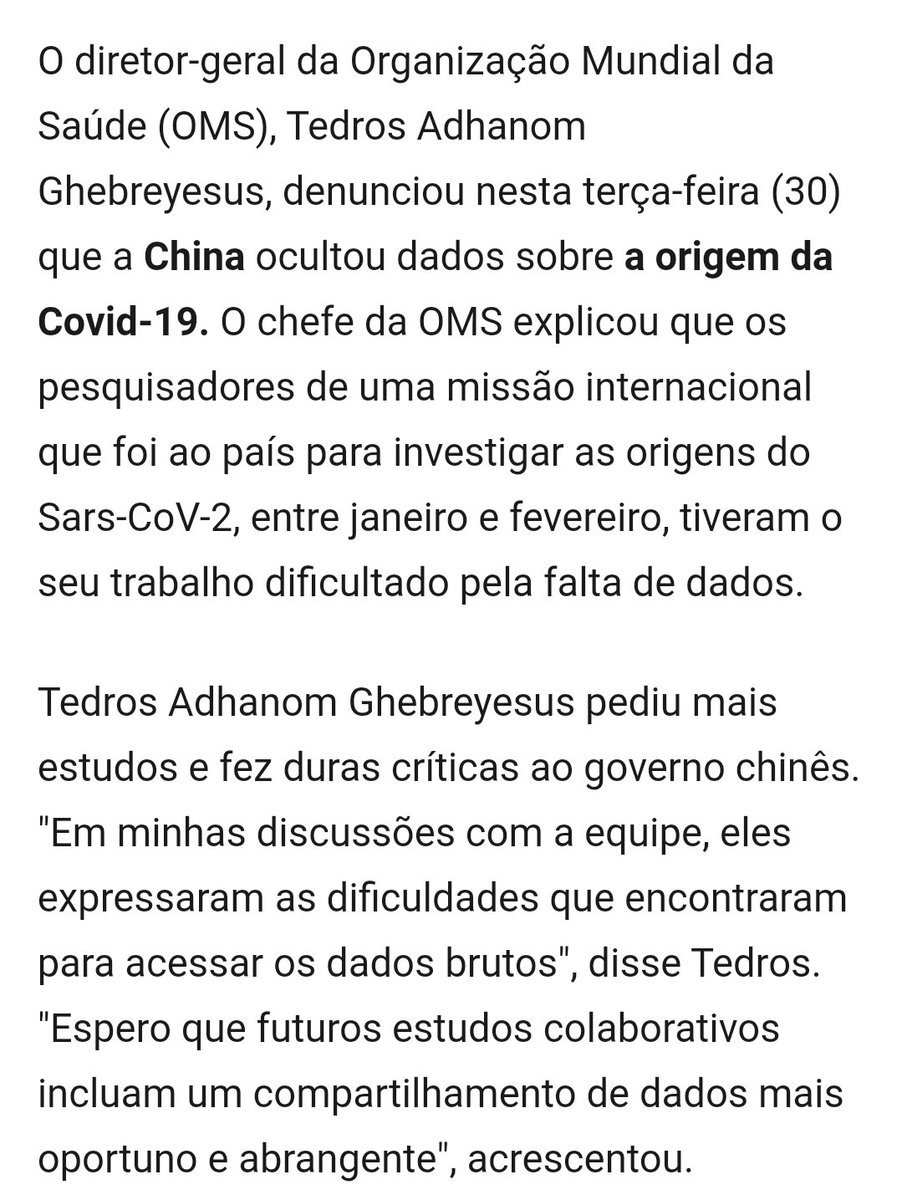 O diretor-geral da Organização Mundial da
Saúde (OMS), Tedros Adhanom
Ghebreyesus, denunciou nesta terça-feira (30)
que a China ocultou dados sobre a origem da
Covid-19. O chefe da OMS explicou que os
pesquisadores de uma missão internacional
que foi ao país para investigar as origens do
Sars-CoV-2, entre janeiro e fevereiro, tiveram o
seu trabalho dificultado pela falta de dados.
Tedros Adhanom Ghebreyesus pediu mais
estudos e fez duras críticas ao governo chinês.
"Em minhas discussões com a equipe, eles
expressaram as dificuldades que encontraram
para acessar os dados brutos", disse Tedros.
"Espero que futuros estudos colaborativos
incluam um compartilhamento de dados mais
oportuno e abrangente", acrescentou.